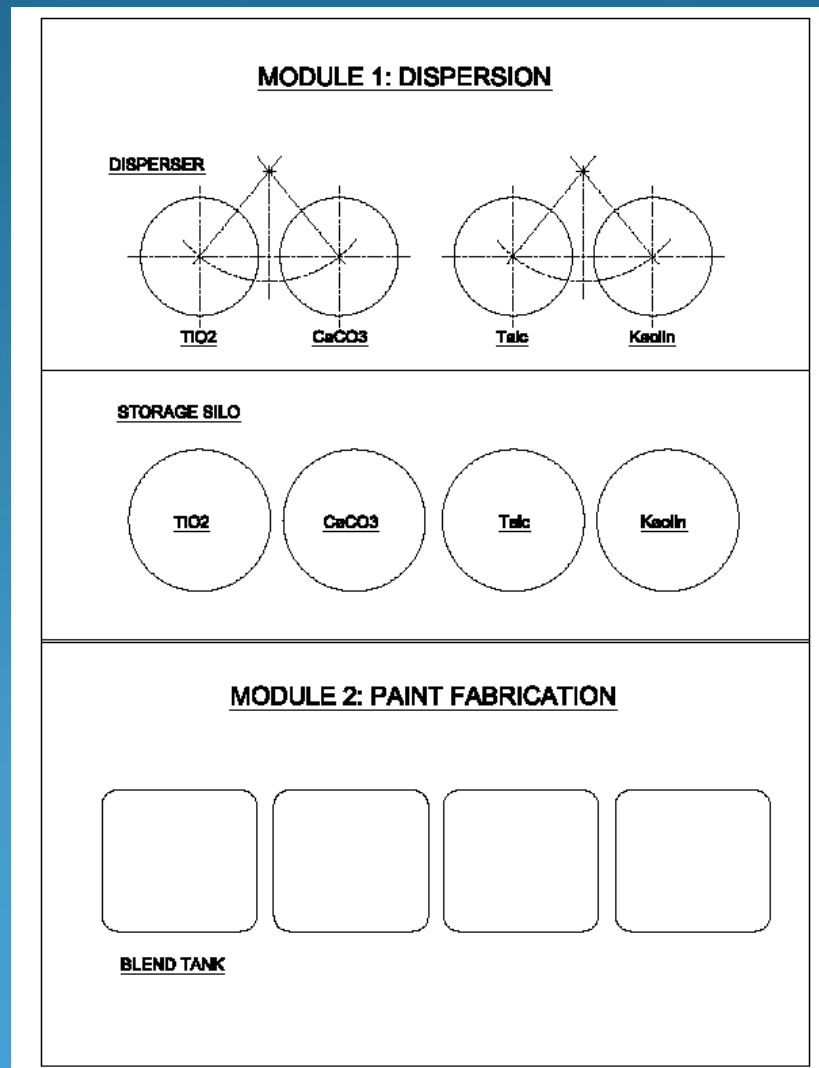 MODULE 1: DISPERSION
DISPERSER
TiO2 CaCO3 Talc Kaolin
STORAGE SILO
TiO2 CaCO3 Talc Kaolin
MODULE 2: PAINT FABRICATION
BLEND TANK